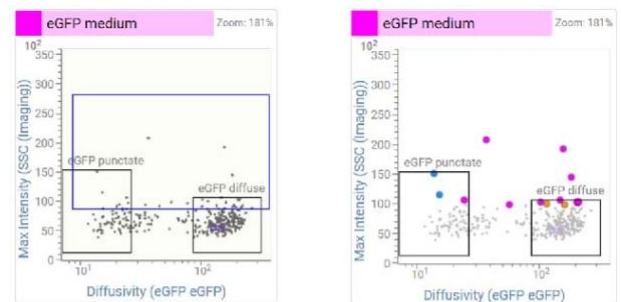 eGFP medium Zoom: 181%
10²
350
300
250
200
150
100
50
0
eGFP punctate
eGFP diffuse
10¹ 10²
Max Intensity (SSC (Imaging))
Diffusivity (eGFP eGFP)
eGFP medium Zoom: 181%
10²
350
300
250
200
150
100
50
0
eGFP punctate
eGFP diffuse
10¹ 10²
Max Intensity (SSC (Imaging))
Diffusivity (eGFP eGFP)